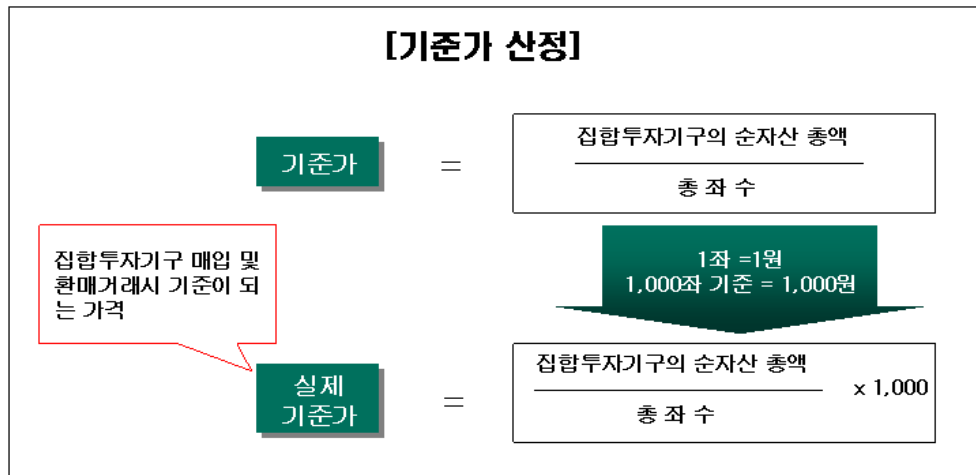 [기준가 산정]
기준가
=
집합투자기구의 순자산 총액
총 좌 수
집합투자기구 매입 및
환매거래시 기준이 되
는 가격
1좌 =1원
1,000좌 기준 = 1,000원
실제
기준가
=
집합투자기구의 순자산 총액
총 좌 수
x 1,000